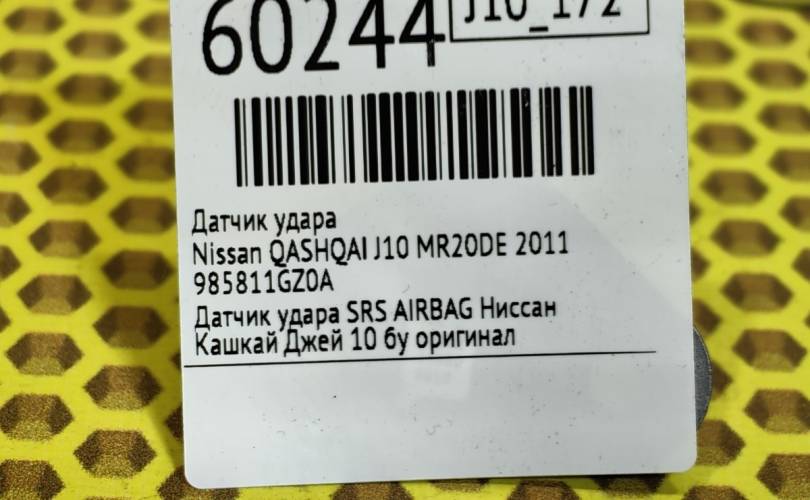 60244
J10_172
Датчик удара
Nissan QASHQAI J10 MR20DE 2011
985811GZ0A
Датчик удара SRS AIRBAG Ниссан
Кашкай Джей 10 бу оригинал